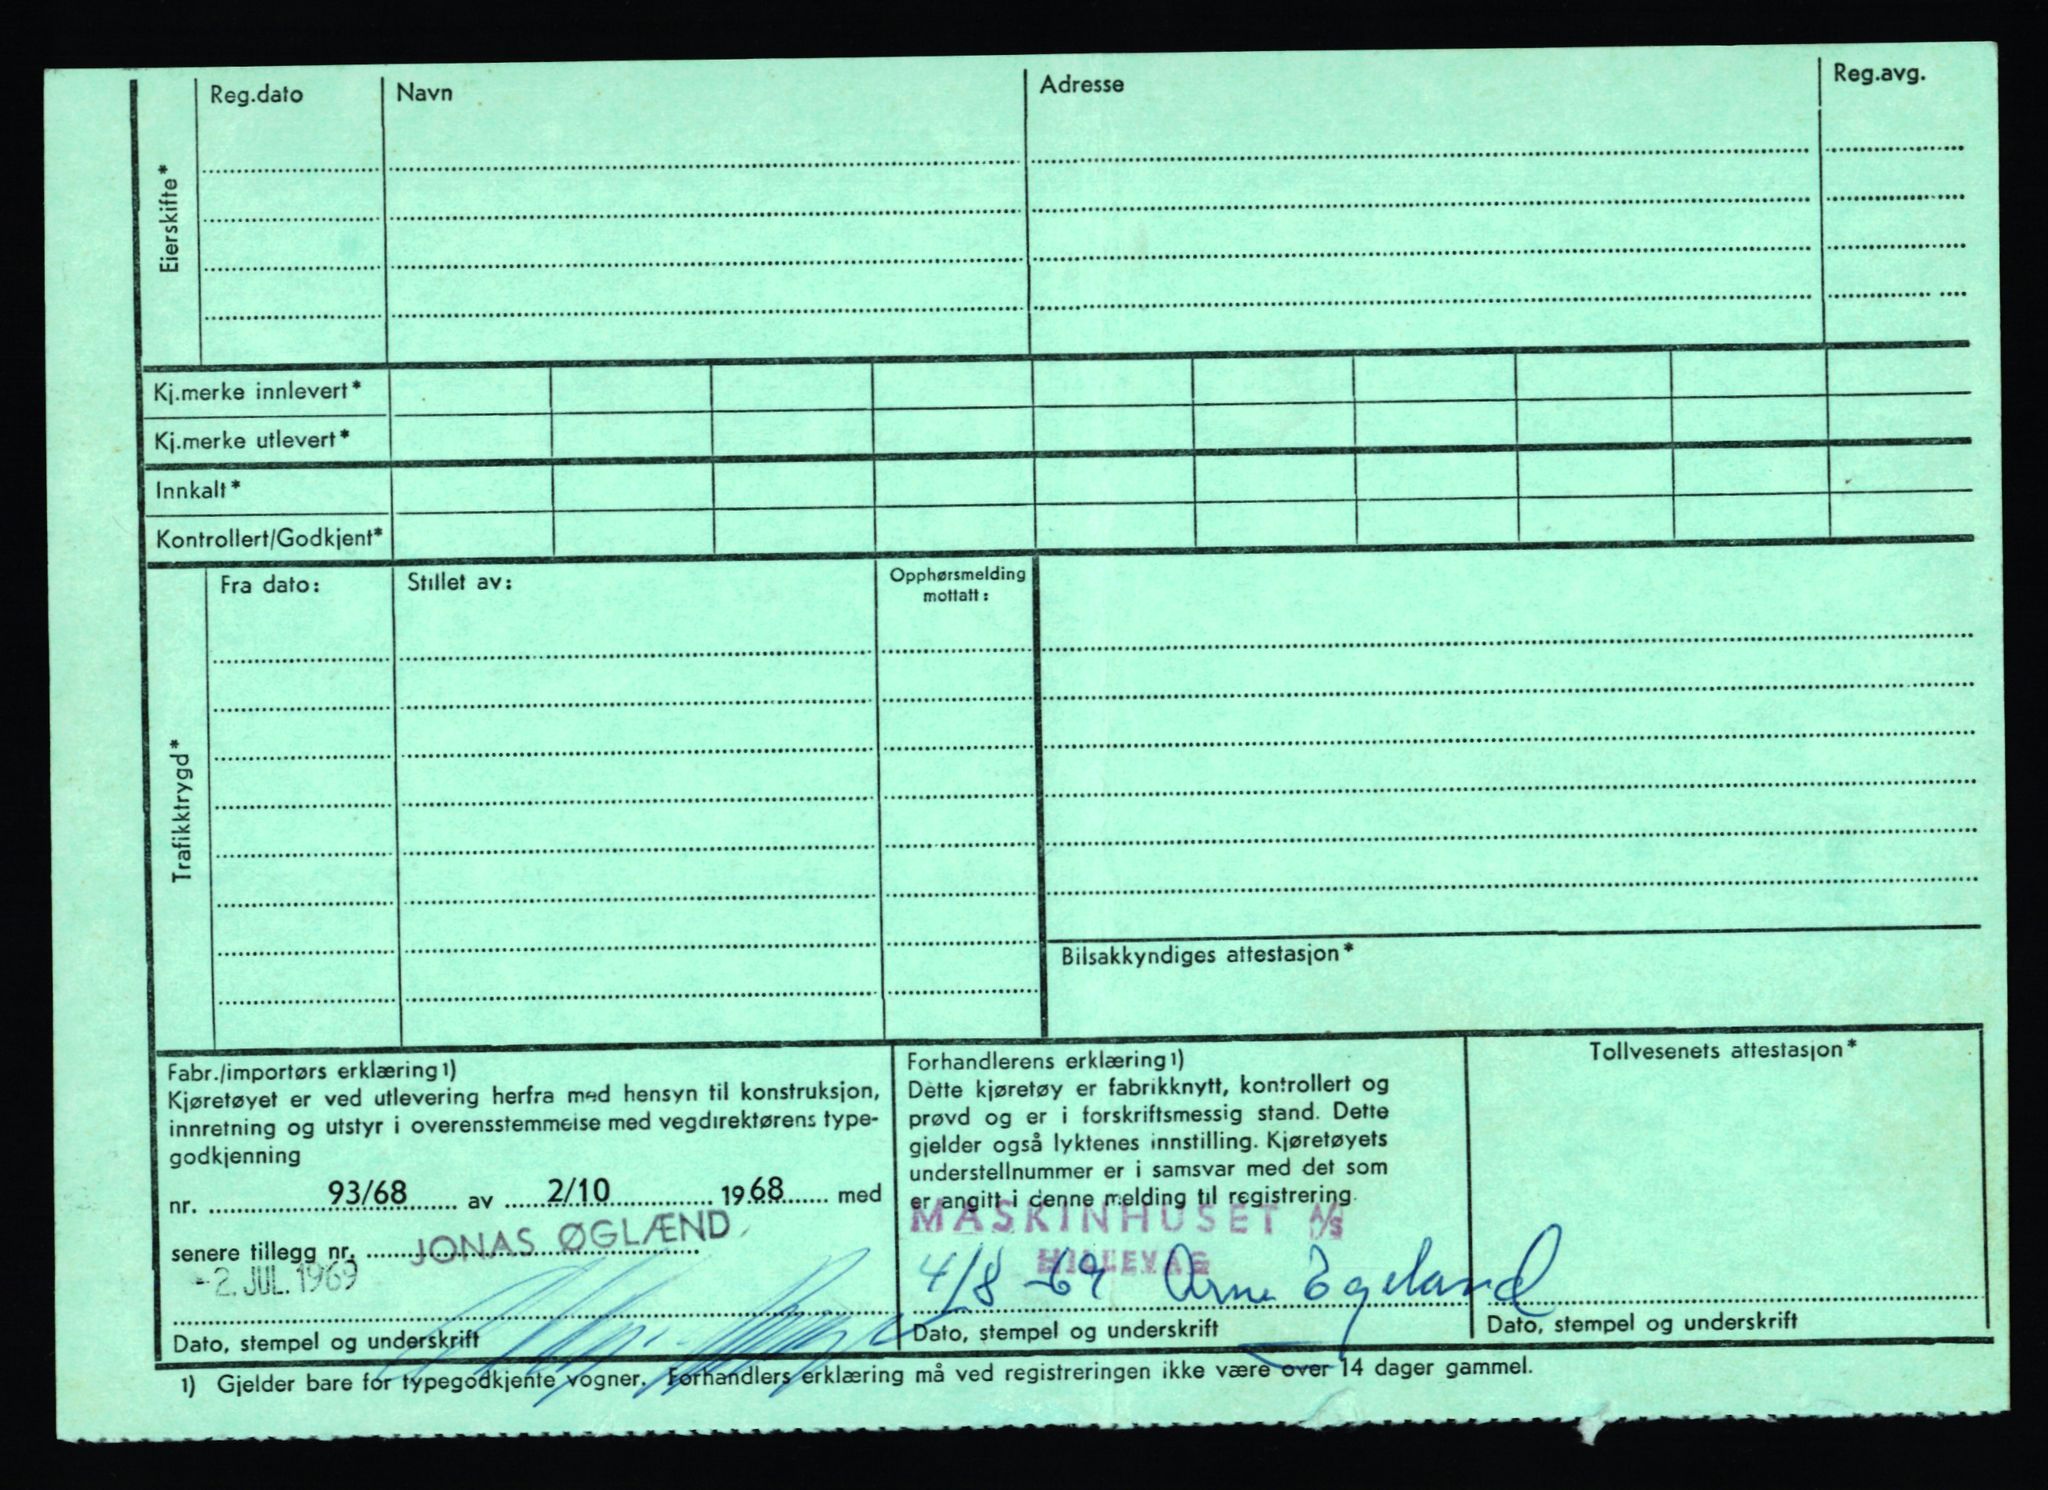 Reg.dato Navn Adresse Reg.avg.
Eierskifte*
Kj.merke innlevert*
Kj.merke utlevert*
Innkalt*
Kontrollert/Godkjent*
Trafikktrygd*
Fra dato: Stillet av: Opphørsmelding
mottatt:
Bilsakkyndiges attestasjon*
Fabr./importørs erklæring1)
Kjøretøyet er ved utlevering herfra med hensyn til konstruksjon,
innretning og utstyr i overensstemmelse med vegdirektørens type-
godkjenning
nr. 93/68 av 2/10 1968 med
senere tillegg nr. JONAS ØGLÆND
-2. JUL. 1969
Dato, stempel og underskrift
Forhandlerens erklæring1)
Dette kjøretøy er fabrikknytt, kontrollert og
prøvd og er i forskriftsmessig stand. Dette
gjelder også lyktenes innstilling. Kjøretøyets
understellnummer er i samsvar med det som
er angitt i denne melding til registrering.
MASKINHUSET A/S
HILLEVÅG
4/8-69 Arne Egeland
Dato, stempel og underskrift
Tollvesenets attestasjon*
Dato, stempel og underskrift
1) Gjelder bare for typegodkjente vogner. Forhandlers erklæring må ved registreringen ikke være over 14 dager gammel.